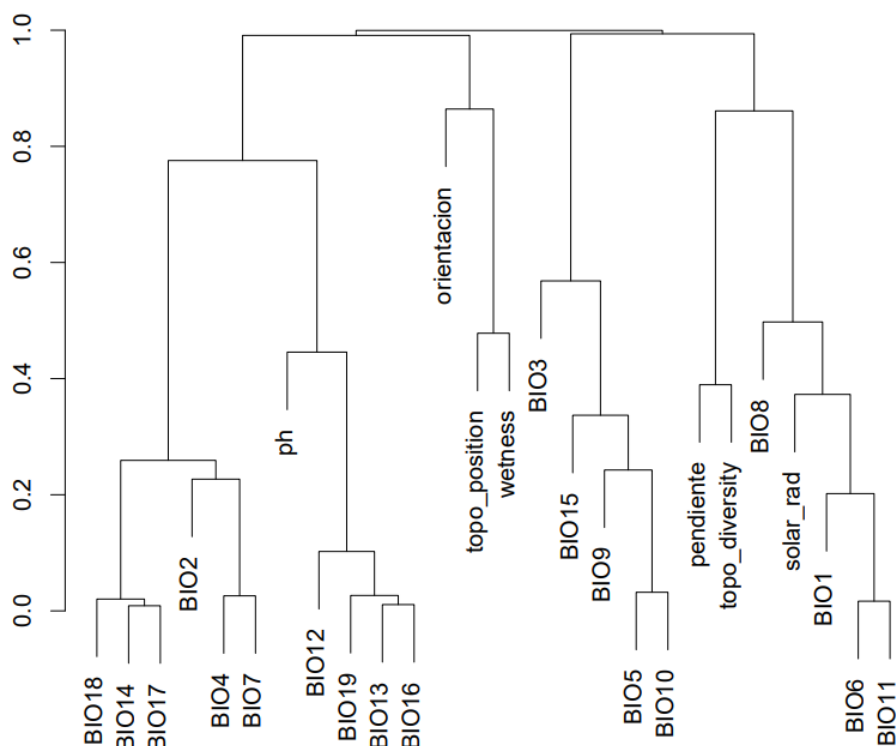 1.0
0.8
0.6
0.4
0.2
0.0
BIO18
BIO14
BIO17
BIO2
BIO4
BIO7
ph
BIO12
BIO19
BIO13
BIO16
orientacion
topo_position
wetness
BIO3
BIO15
BIO9
BIO5
BIO10
pendiente
topo_diversity
BIO8
solar_rad
BIO1
BIO6
BIO11